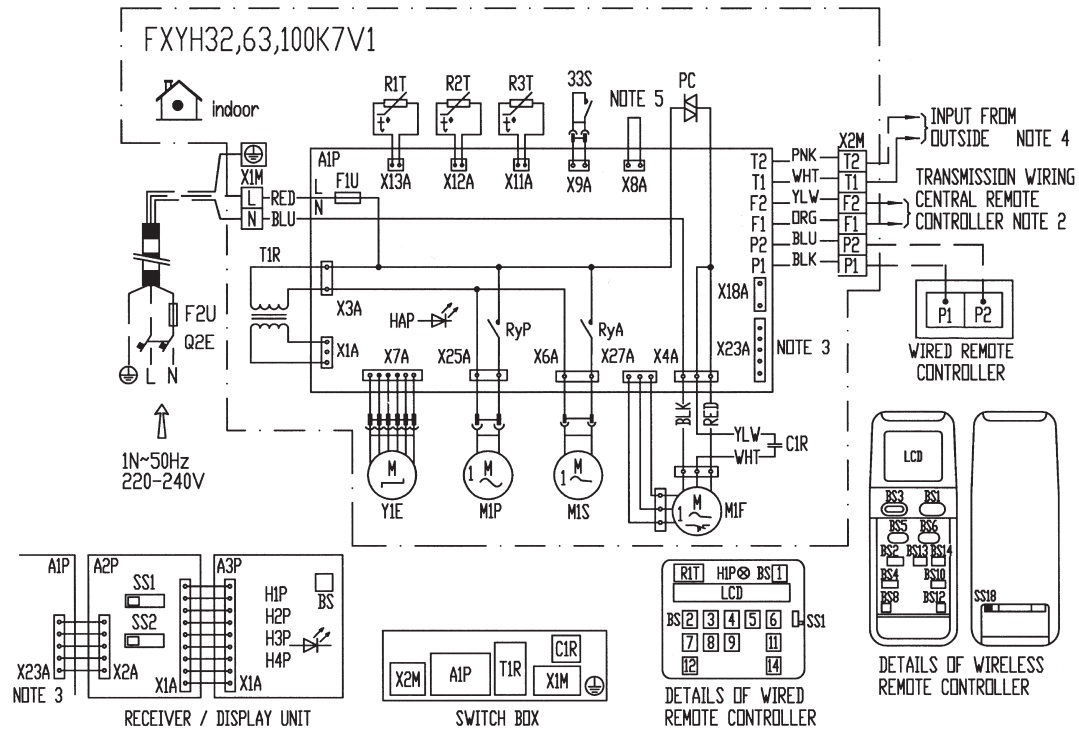 FXYH32,63,100K7V1
indoor
R1T
R2T
R3T
33S
PC
NOTE 5
t°
t°
t°
X13A
X12A
X11A
X9A
X8A
A1P
X1M
L
N
RED
BLU
L
N
F1U
T1R
X3A
X1A
HAP
RyP
RyA
X7A
X25A
X6A
X27A
X4A
X18A
X23A
NOTE 3
T2
T1
F2
F1
P2
P1
PNK
WHT
YLW
ORG
BLU
BLK
X2M
T2
T1
F2
F1
P2
P1
INPUT FROM
OUTSIDE NOTE 4
TRANSMISSION WIRING
CENTRAL REMOTE
CONTROLLER NOTE 2
P1
P2
WIRED REMOTE
CONTROLLER
F2U
Q2E
L N
1N~50Hz
220-240V
BLK
RED
YLW
WHT
C1R
M
Y1E
M
1
M1P
M
1
M1S
M
1
M1F
A1P
A2P
A3P
SS1
SS2
H1P
H2P
H3P
H4P
BS
X23A
X2A
X1A
X1A
NOTE 3
RECEIVER / DISPLAY UNIT
X2M
A1P
T1R
C1R
X1M
SWITCH BOX
R1T
H1P
BS 1
LCD
BS 2 3 4 5 6
SS1
7 8 9 11
12 14
DETAILS OF WIRED
REMOTE CONTROLLER
LCD
BS3
BS1
BS5
BS6
BS2
BS13
BS14
BS4
BS10
BS8
BS12
SS18
DETAILS OF WIRELESS
REMOTE CONTROLLER